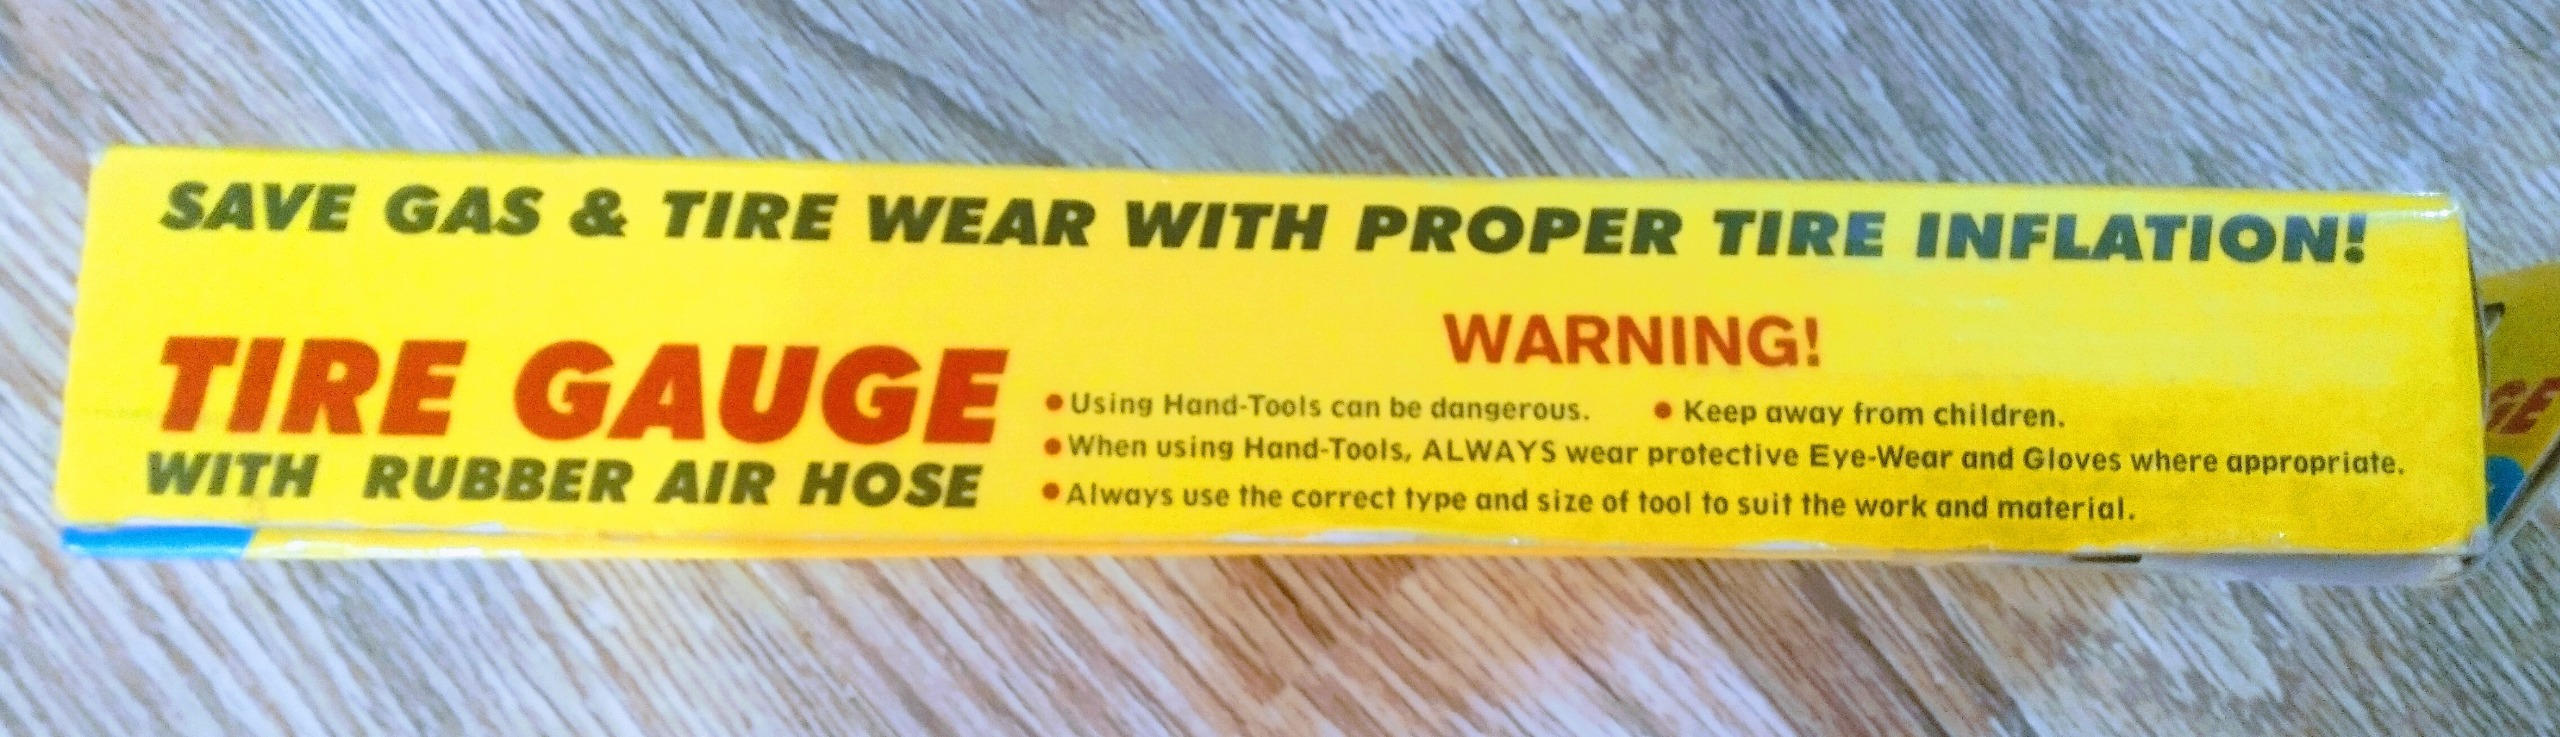 SAVE GAS & TIRE WEAR WITH PROPER TIRE INFLATION!
TIRE GAUGE
WITH RUBBER AIR HOSE
WARNING!
• Using Hand-Tools can be dangerous. • Keep away from children.
• When using Hand-Tools, ALWAYS wear protective Eye-Wear and Gloves where appropriate.
• Always use the correct type and size of tool to suit the work and material.
GE